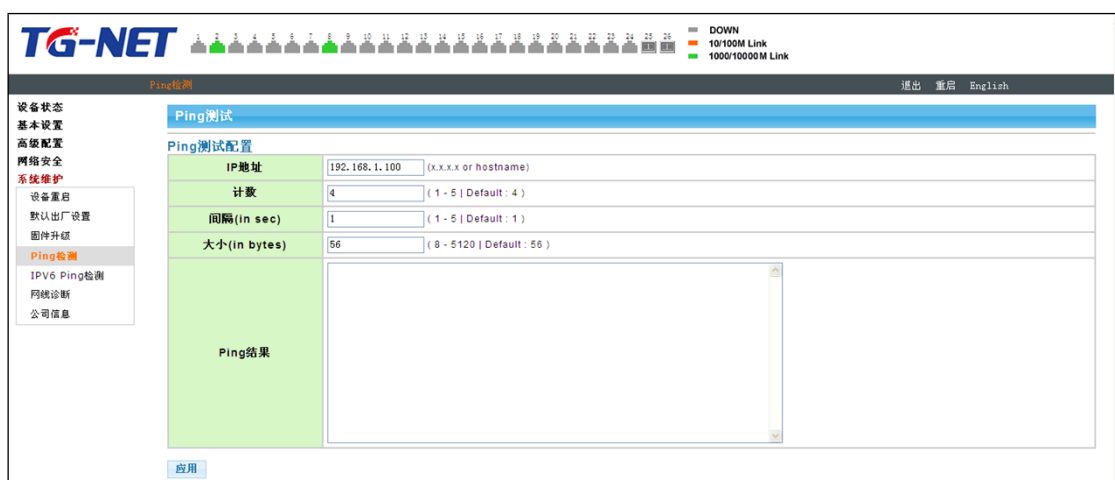 TG-NET
1 2 3 4 5 6 7 8 9 10 11 12 13 14 15 16 17 18 19 20 21 22 23 24 25 26
DOWN
10/100M Link
1000/10000M Link
Ping检测
退出 重启 English
设备状态
基本设置
高级配置
网络安全
系统维护
设备重启
默认出厂设置
固件升级
Ping检测
IPV6 Ping检测
网线诊断
公司信息
Ping测试
Ping测试配置
IP地址 192.168.1.100 (x.x.x.x or hostname)
计数 4 ( 1 - 5 | Default : 4 )
间隔(in sec) 1 ( 1 - 5 | Default : 1 )
大小(in bytes) 56 ( 8 - 5120 | Default : 56 )
Ping结果
应用